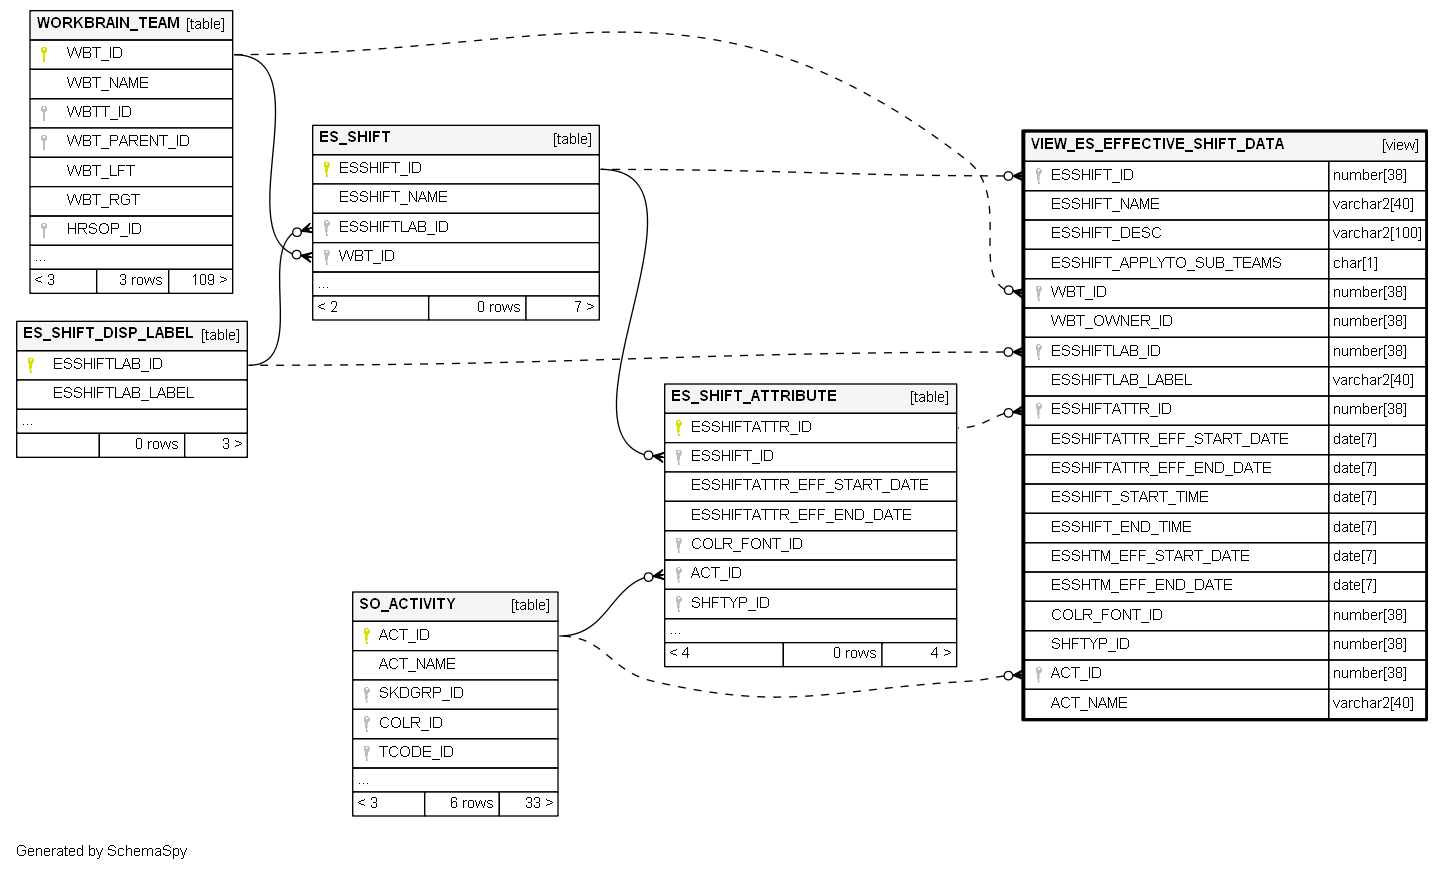 WORKBRAIN_TEAM [table]
WBT_ID
WBT_NAME
WBTT_ID
WBT_PARENT_ID
WBT_LFT
WBT_RGT
HRSOP_ID
...
< 3 3 rows 109 >
ES_SHIFT_DISP_LABEL [table]
ESSHIFTLAB_ID
ESSHIFTLAB_LABEL
...
0 rows 3 >
ES_SHIFT [table]
ESSHIFT_ID
ESSHIFT_NAME
ESSHIFTLAB_ID
WBT_ID
...
< 2 0 rows 7 >
SO_ACTIVITY [table]
ACT_ID
ACT_NAME
SKDGRP_ID
COLR_ID
TCODE_ID
...
< 3 6 rows 33 >
ES_SHIFT_ATTRIBUTE [table]
ESSHIFTATTR_ID
ESSHIFT_ID
ESSHIFTATTR_EFF_START_DATE
ESSHIFTATTR_EFF_END_DATE
COLR_FONT_ID
ACT_ID
SHFTYP_ID
...
< 4 0 rows 4 >
VIEW_ES_EFFECTIVE_SHIFT_DATA [view]
ESSHIFT_ID number[38]
ESSHIFT_NAME varchar2[40]
ESSHIFT_DESC varchar2[100]
ESSHIFT_APPLYTO_SUB_TEAMS char[1]
WBT_ID number[38]
WBT_OWNER_ID number[38]
ESSHIFTLAB_ID number[38]
ESSHIFTLAB_LABEL varchar2[40]
ESSHIFTATTR_ID number[38]
ESSHIFTATTR_EFF_START_DATE date[7]
ESSHIFTATTR_EFF_END_DATE date[7]
ESSHIFT_START_TIME date[7]
ESSHIFT_END_TIME date[7]
ESSHTM_EFF_START_DATE date[7]
ESSHTM_EFF_END_DATE date[7]
COLR_FONT_ID number[38]
SHFTYP_ID number[38]
ACT_ID number[38]
ACT_NAME varchar2[40]
Generated by SchemaSpy